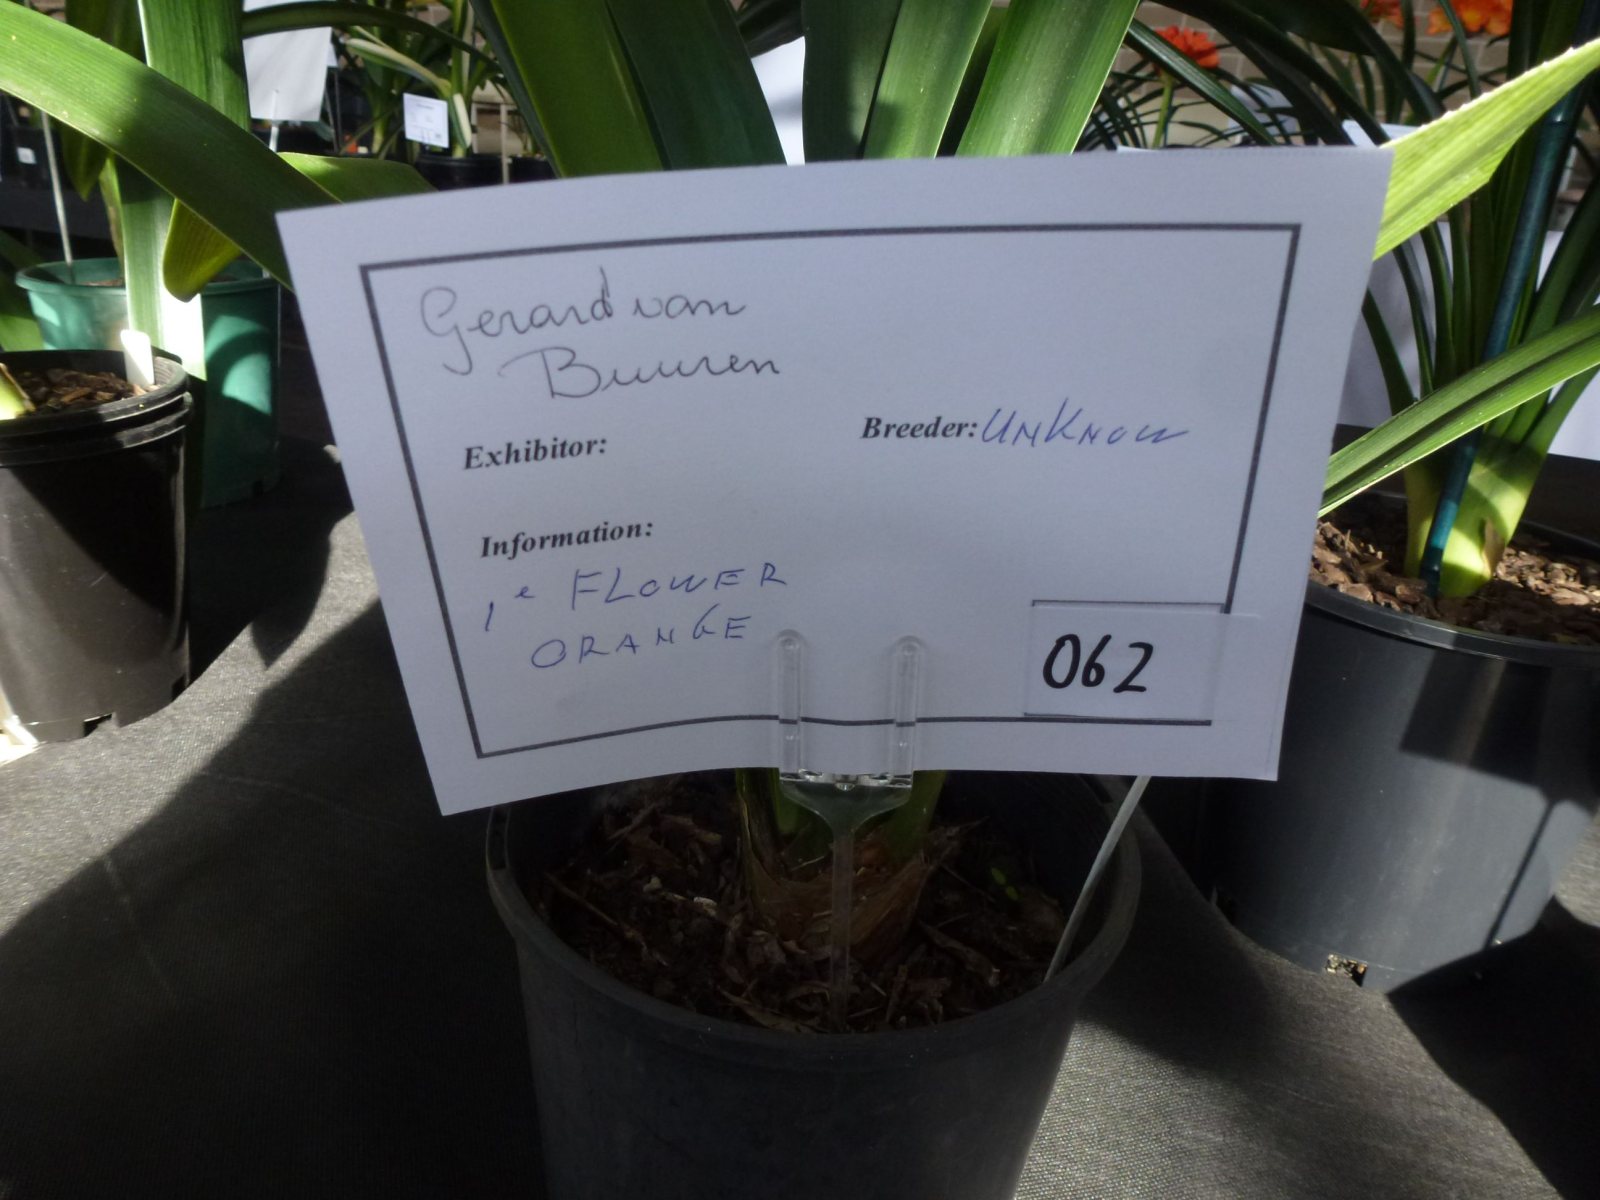 Gerard van
Buuren
Exhibitor:
Breeder: UNKNOW
Information:
1e FLOWER
ORANGE
062